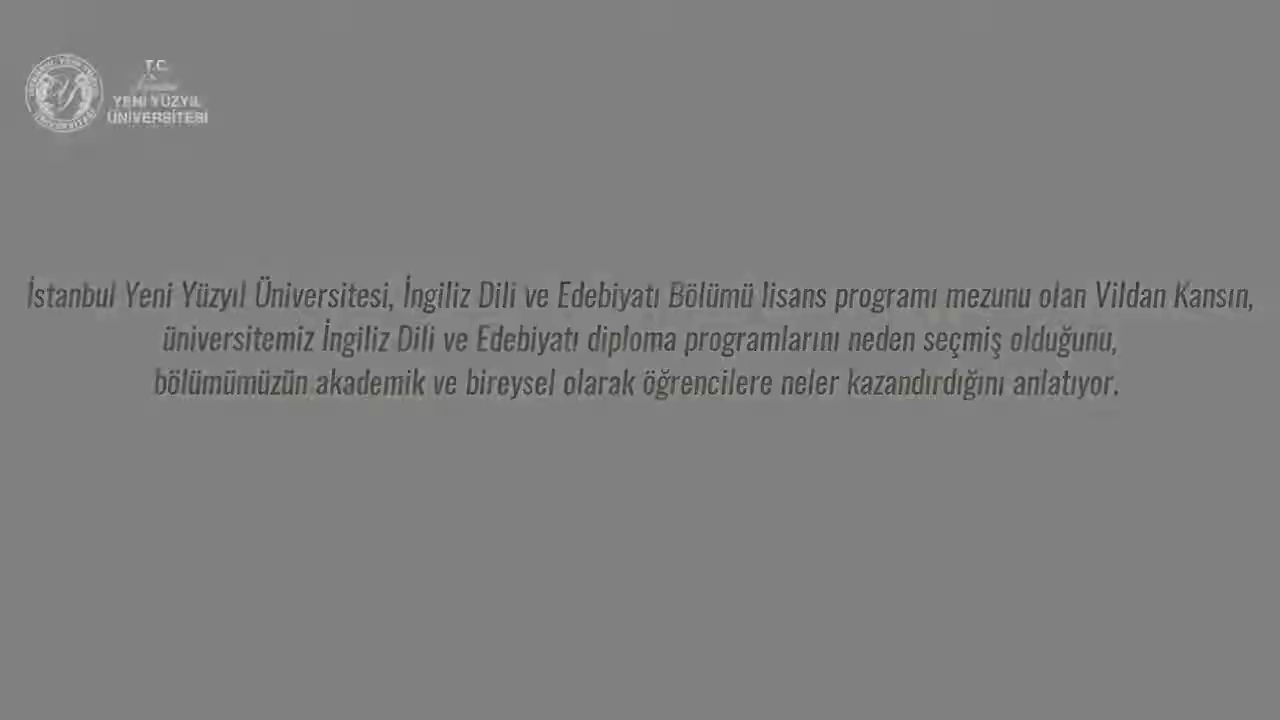 T.C.
YENİ YÜZYIL
ÜNİVERSİTESİ
İstanbul Yeni Yüzyıl Üniversitesi, İngiliz Dili ve Edebiyatı Bölümü lisans programı mezunu olan Vildan Kansın,
üniversitemiz İngiliz Dili ve Edebiyatı diploma programlarını neden seçmiş olduğunu,
bölümümüzün akademik ve bireysel olarak öğrencilere neler kazandırdığını anlatıyor.